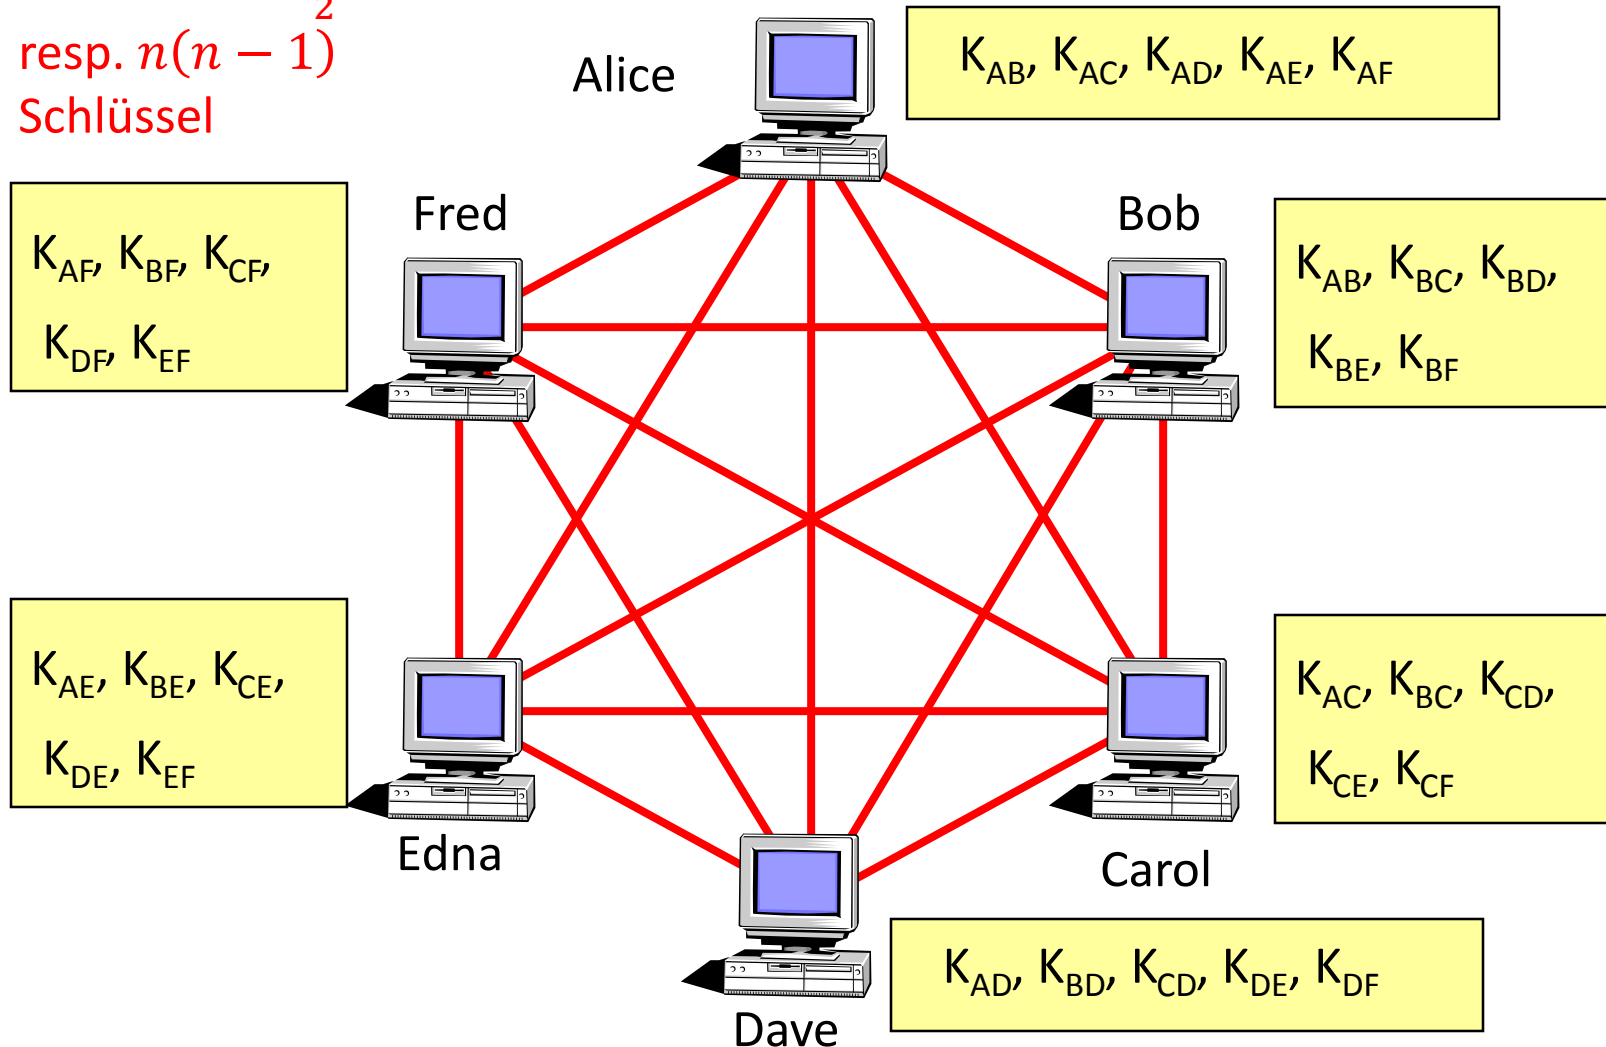 2
resp. n(n − 1)
Schlüssel
Alice
K_AB, K_AC, K_AD, K_AE, K_AF
Fred
Bob
K_AF, K_BF, K_CF,
K_DF, K_EF
K_AB, K_BC, K_BD,
K_BE, K_BF
K_AE, K_BE, K_CE,
K_DE, K_EF
K_AC, K_BC, K_CD,
K_CE, K_CF
Edna
Carol
K_AD, K_BD, K_CD, K_DE, K_DF
Dave